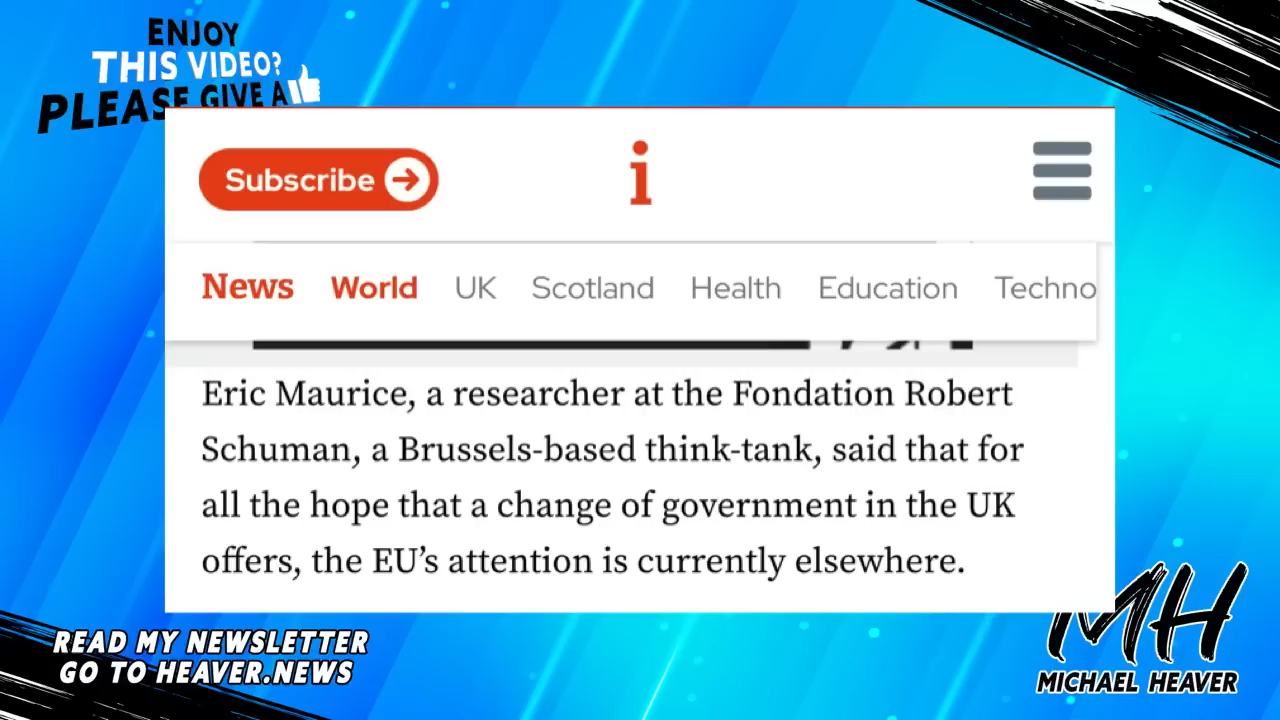 ENJOY
THIS VIDEO?
PLEASE GIVE A
Subscribe
i
News World UK Scotland Health Education Techno
Eric Maurice, a researcher at the Fondation Robert
Schuman, a Brussels-based think-tank, said that for
all the hope that a change of government in the UK
offers, the EU’s attention is currently elsewhere.
READ MY NEWSLETTER
GO TO HEAVER.NEWS
MH
MICHAEL HEAVER